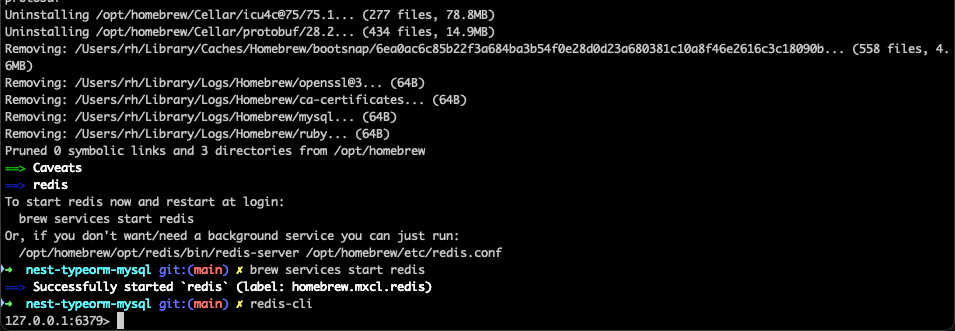 Uninstalling /opt/homebrew/Cellar/icu4c@75/75.1... (277 files, 78.8MB)
Uninstalling /opt/homebrew/Cellar/protobuf/28.2... (434 files, 14.9MB)
Removing: /Users/rh/Library/Caches/Homebrew/bootsnap/6ea0ac6c85b22f3a684ba3b54f0e28d0d23a680381c10a8f46e2616c3c18090b... (558 files, 4.
6MB)
Removing: /Users/rh/Library/Logs/Homebrew/openssl@3... (64B)
Removing: /Users/rh/Library/Logs/Homebrew/ca-certificates... (64B)
Removing: /Users/rh/Library/Logs/Homebrew/mysql... (64B)
Removing: /Users/rh/Library/Logs/Homebrew/ruby... (64B)
Pruned 0 symbolic links and 3 directories from /opt/homebrew
==> Caveats
==> redis
To start redis now and restart at login:
  brew services start redis
Or, if you don't want/need a background service you can just run:
  /opt/homebrew/opt/redis/bin/redis-server /opt/homebrew/etc/redis.conf
➜  nest-typeorm-mysql git:(main) ✗ brew services start redis
==> Successfully started `redis` (label: homebrew.mxcl.redis)
➜  nest-typeorm-mysql git:(main) ✗ redis-cli
127.0.0.1:6379>